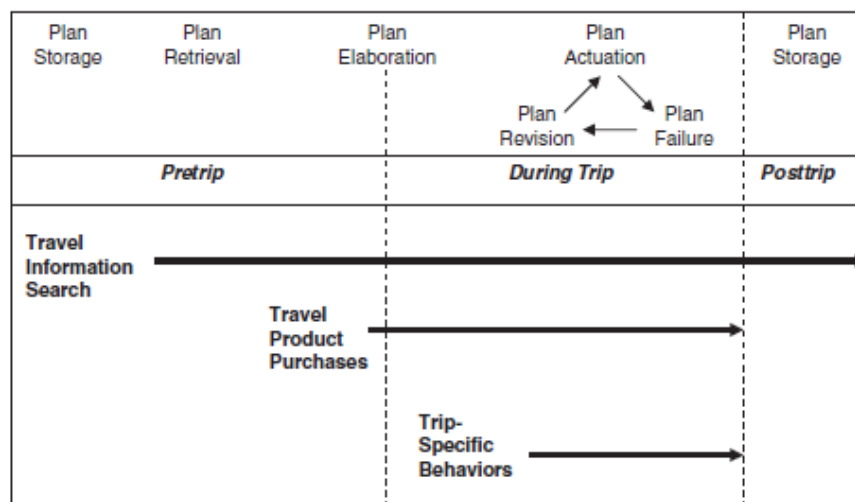 Plan
Storage
Plan
Retrieval
Plan
Elaboration
Plan
Actuation
Plan
Storage
Plan
Revision
Plan
Failure
Pretrip
During Trip
Posttrip
Travel
Information
Search
Travel
Product
Purchases
Trip-
Specific
Behaviors